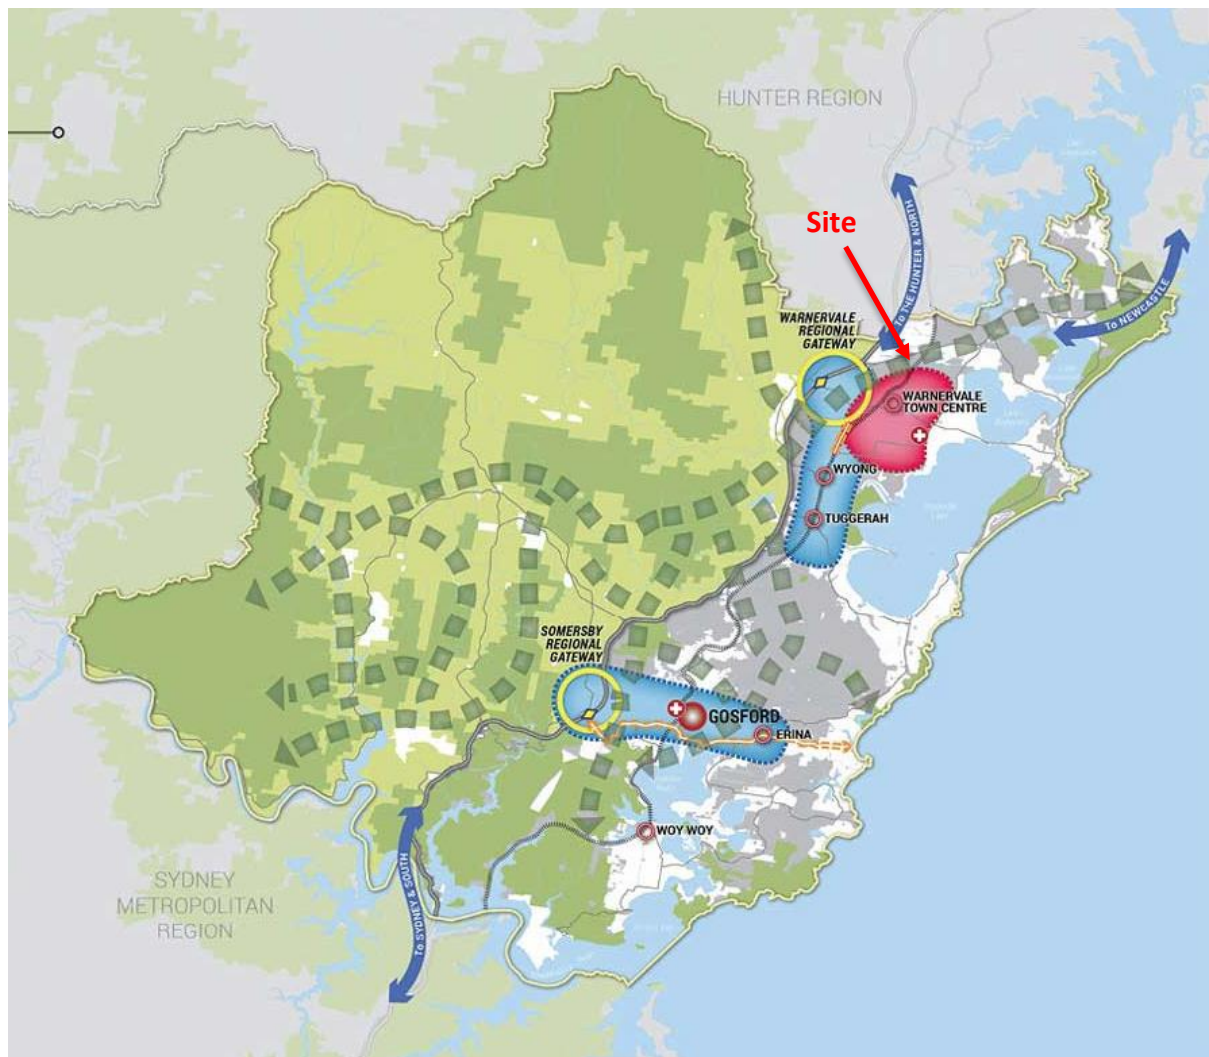 HUNTER REGION
Site
To THE HUNTER & NORTH
To NEWCASTLE
WARNERVALE
REGIONAL
GATEWAY
WARNERVALE
TOWN CENTRE
WYONG
TUGGERAH
SOMERSBY
REGIONAL
GATEWAY
GOSFORD
ERINA
WOY WOY
SYDNEY
METROPOLITAN
REGION
To SYDNEY & SOUTH